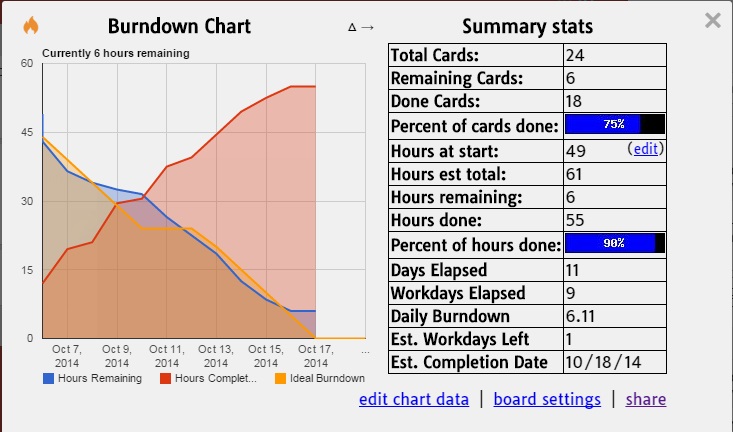 Burndown Chart
Δ →
Currently 6 hours remaining
60
45
30
15
0
Oct 7, 2014
Oct 9, 2014
Oct 11, 2014
Oct 13, 2014
Oct 15, 2014
Oct 17, 2014
...
Hours Remaining
Hours Complet...
Ideal Burndown
Summary stats
×
Total Cards: 24
Remaining Cards: 6
Done Cards: 18
Percent of cards done: 75%
Hours at start: 49 (edit)
Hours est total: 61
Hours remaining: 6
Hours done: 55
Percent of hours done: 90%
Days Elapsed 11
Workdays Elapsed 9
Daily Burndown 6.11
Est. Workdays Left 1
Est. Completion Date 10/18/14
edit chart data | board settings | share